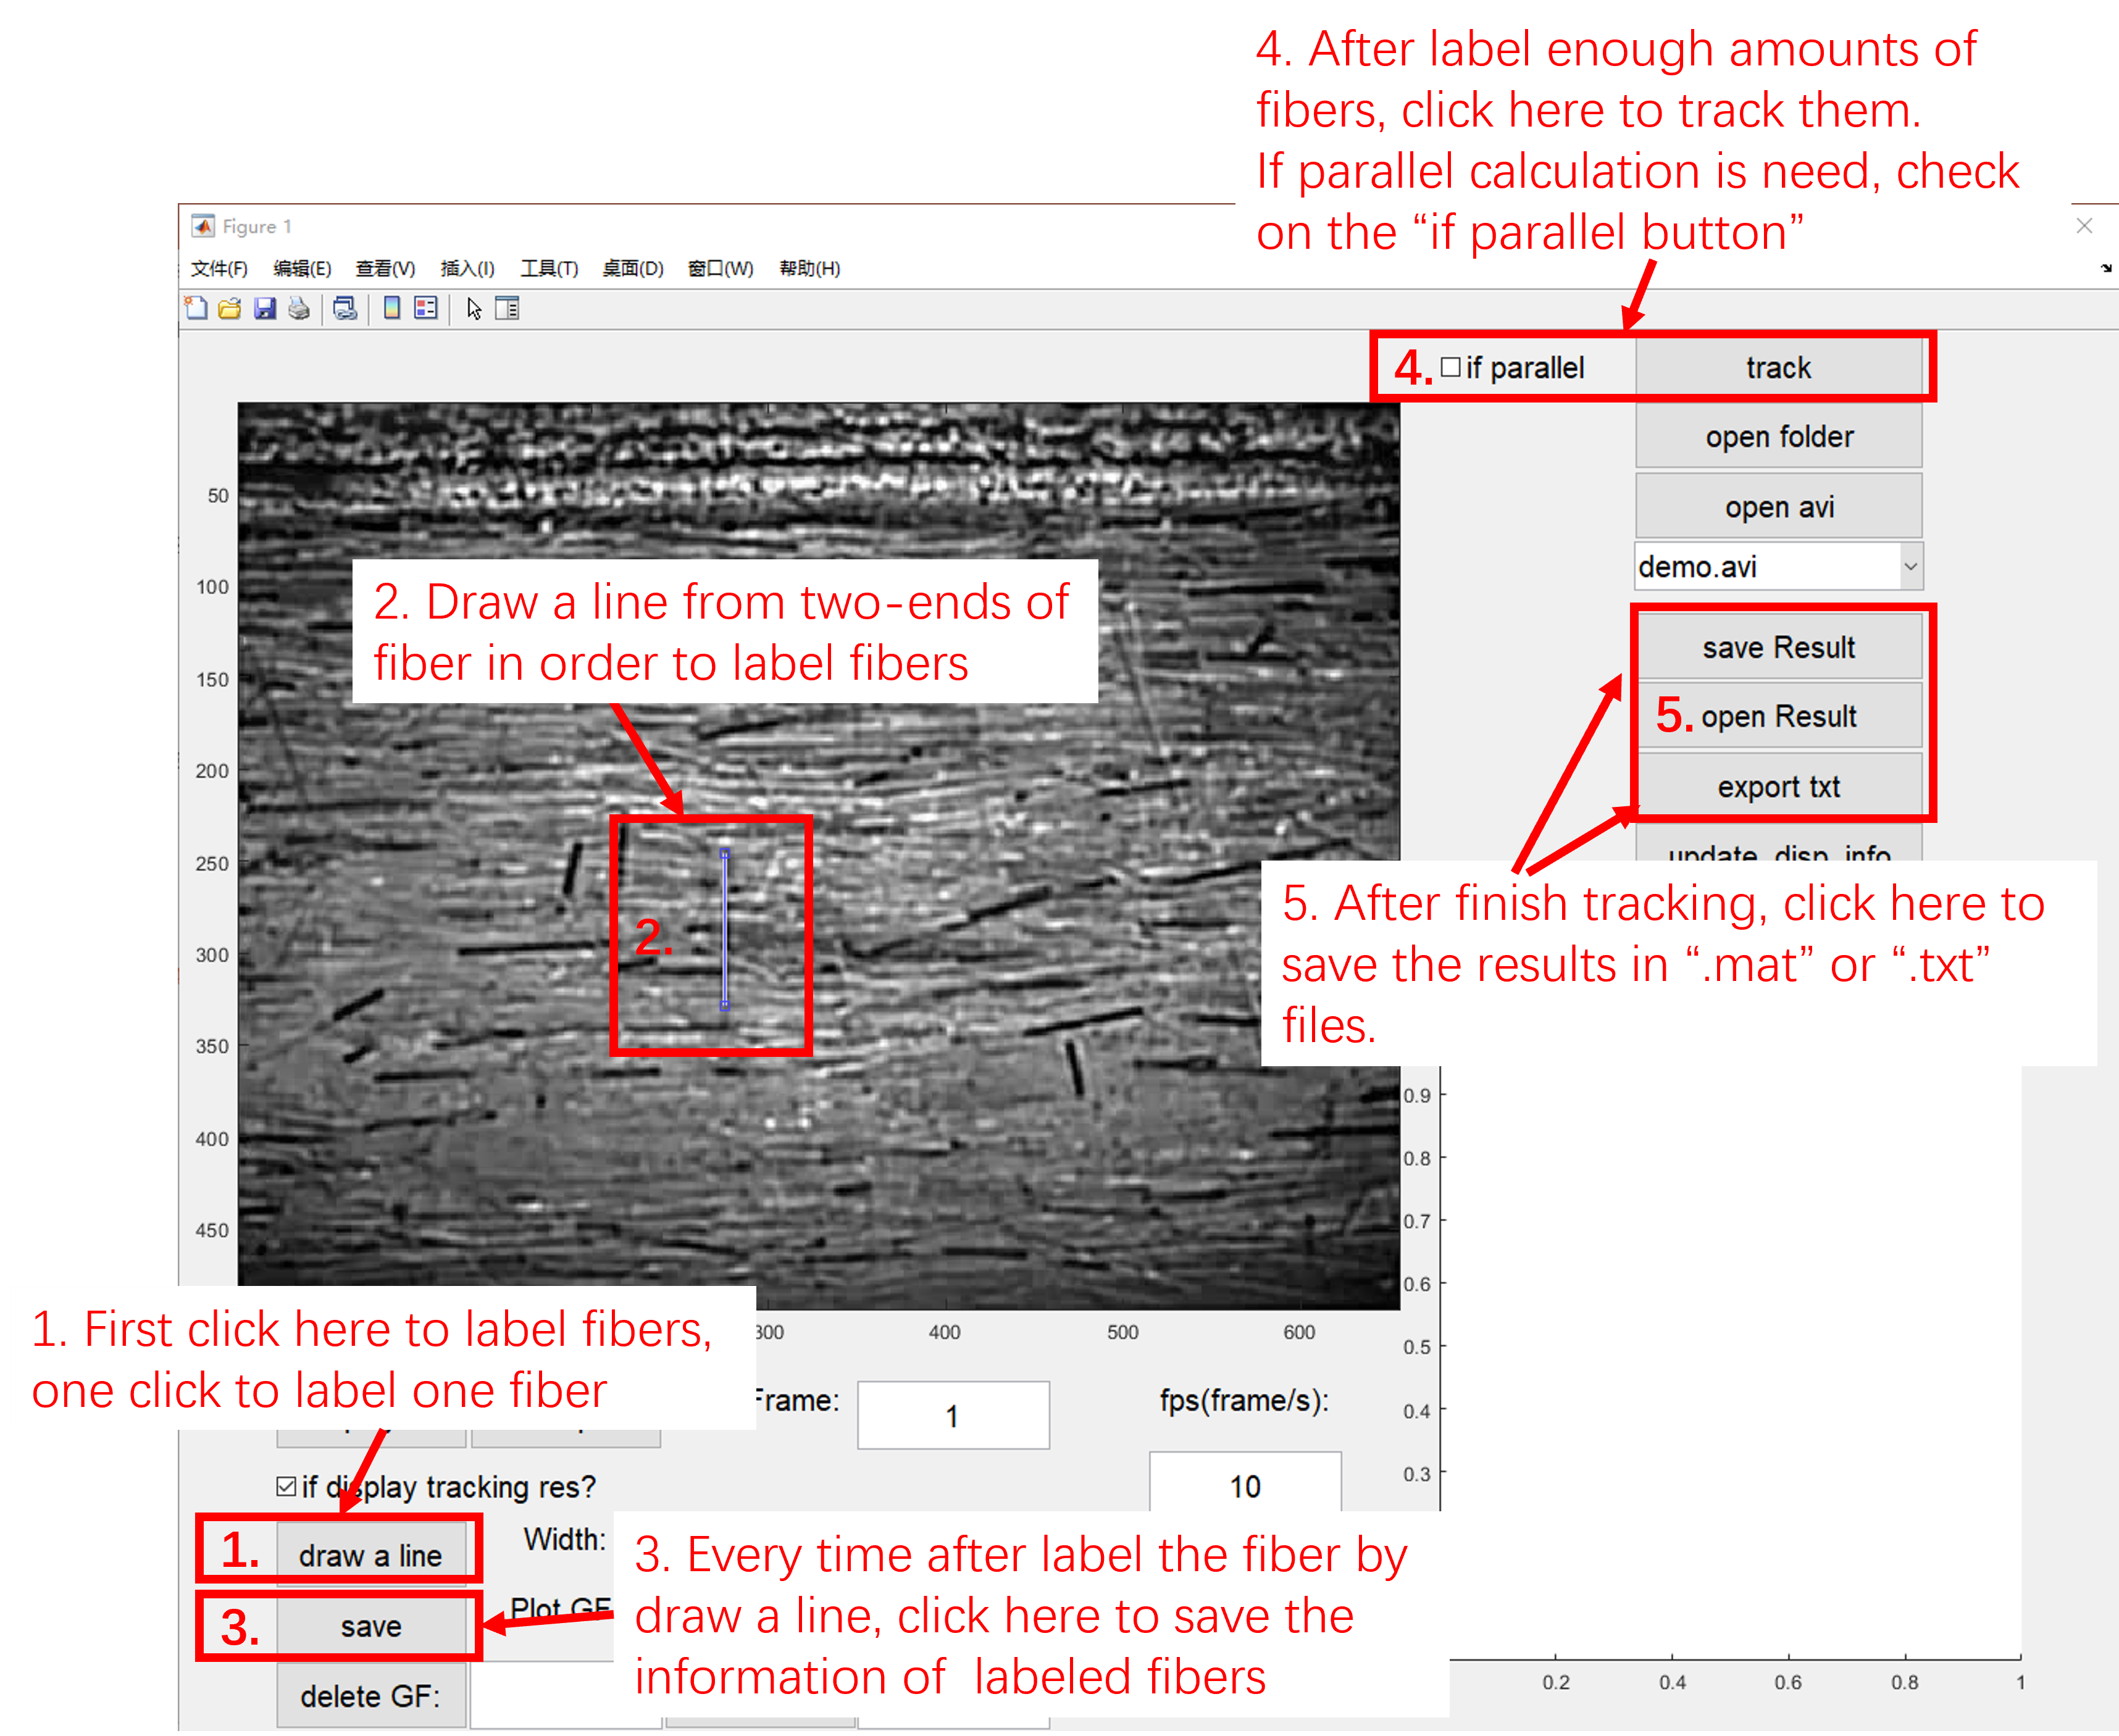 4. After label enough amounts of
fibers, click here to track them.
If parallel calculation is need, check
on the “if parallel button”
Figure 1
文件(F) 编辑(E) 查看(V) 插入(I) 工具(T) 桌面(D) 窗口(W) 帮助(H)
4. if parallel track
open folder
open avi
demo.avi
save Result
5. open Result
export txt
update_disp_info
50
100
150
200
250
300
350
400
450
2. Draw a line from two-ends of
fiber in order to label fibers
2.
5. After finish tracking, click here to
save the results in “.mat” or “.txt”
files.
0.9
0.8
0.7
0.6
0.5
0.4
0.3
0.2 0.4 0.6 0.8 1
300 400 500 600
1. First click here to label fibers,
one click to label one fiber
Frame: 1 fps(frame/s):
10
if display tracking res?
1. draw a line Width:
3. save Plot GF
delete GF:
3. Every time after label the fiber by
draw a line, click here to save the
information of labeled fibers